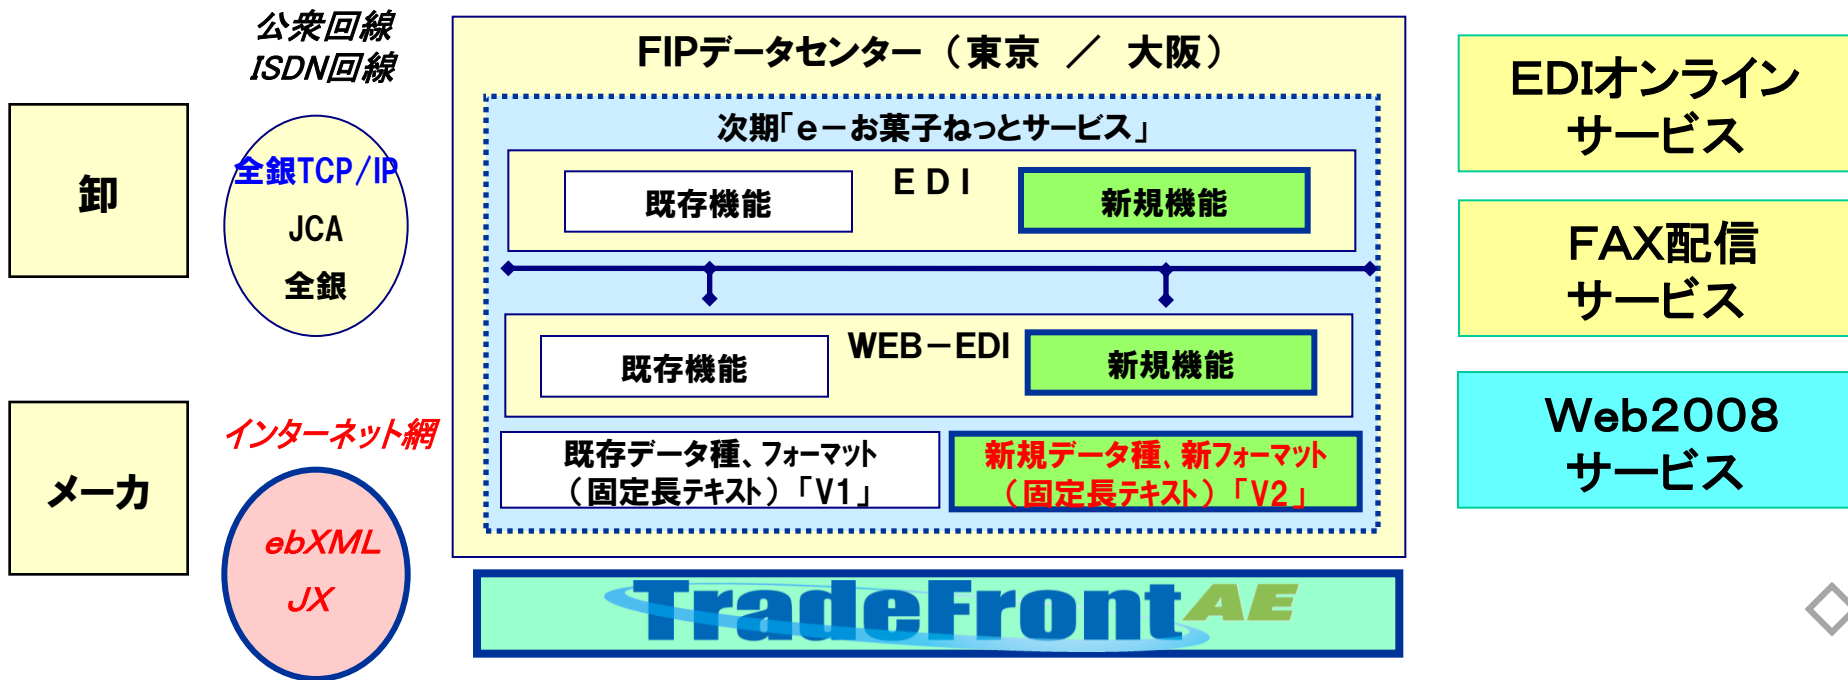 公衆回線
ISDN回線
卸
全銀TCP/IP
JCA
全銀
メーカ
インターネット網
ebXML
JX
FIPデータセンター（東京　／　大阪）
次期「e－お菓子ねっとサービス」
ＥＤＩ
既存機能
新規機能
WEB－EDI
既存機能
新規機能
既存データ種、フォーマット
（固定長テキスト）「V1」
新規データ種、新フォーマット
（固定長テキスト）「V2」
TradeFront AE
EDIオンライン
サービス
FAX配信
サービス
Web2008
サービス